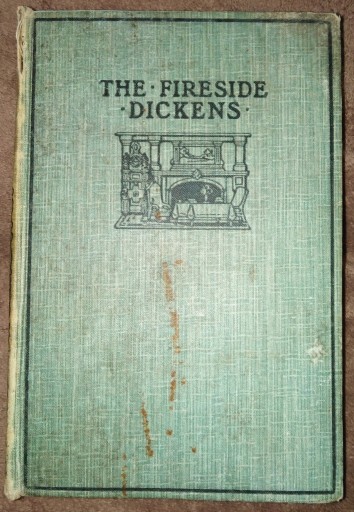 THE · FIRESIDE
· DICKENS ·